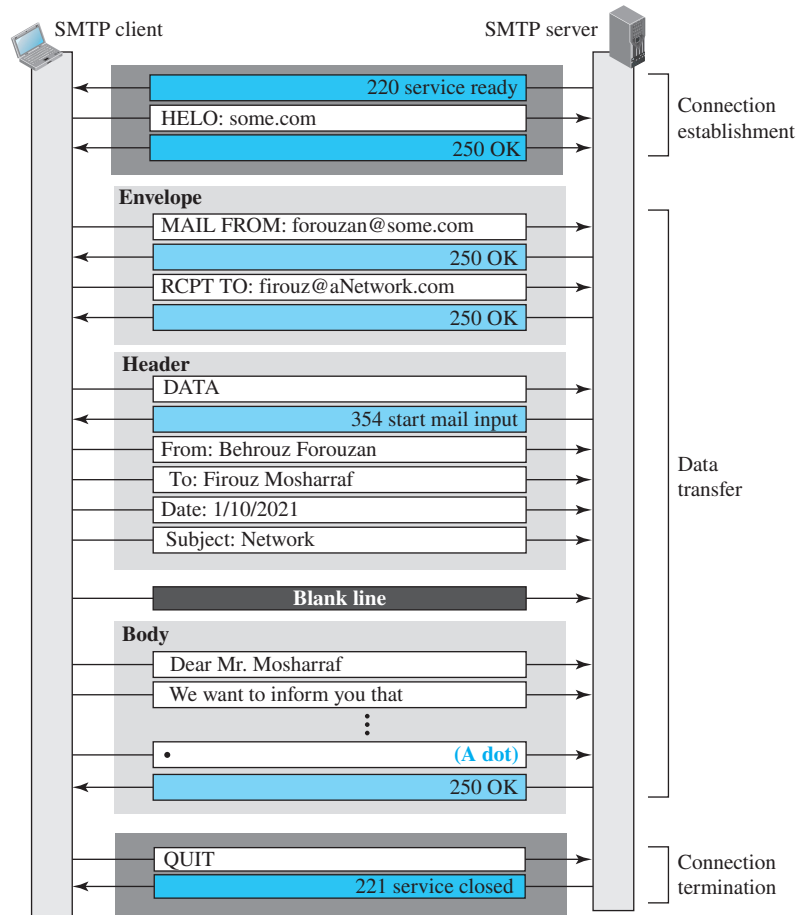 SMTP client
SMTP server
220 service ready
HELO: some.com
250 OK
Connection
establishment
Envelope
MAIL FROM: forouzan@some.com
250 OK
RCPT TO: firouz@aNetwork.com
250 OK
Header
DATA
354 start mail input
From: Behrouz Forouzan
To: Firouz Mosharraf
Date: 1/10/2021
Subject: Network
Data
transfer
Blank line
Body
Dear Mr. Mosharraf
We want to inform you that
⋮
• (A dot)
250 OK
QUIT
221 service closed
Connection
termination